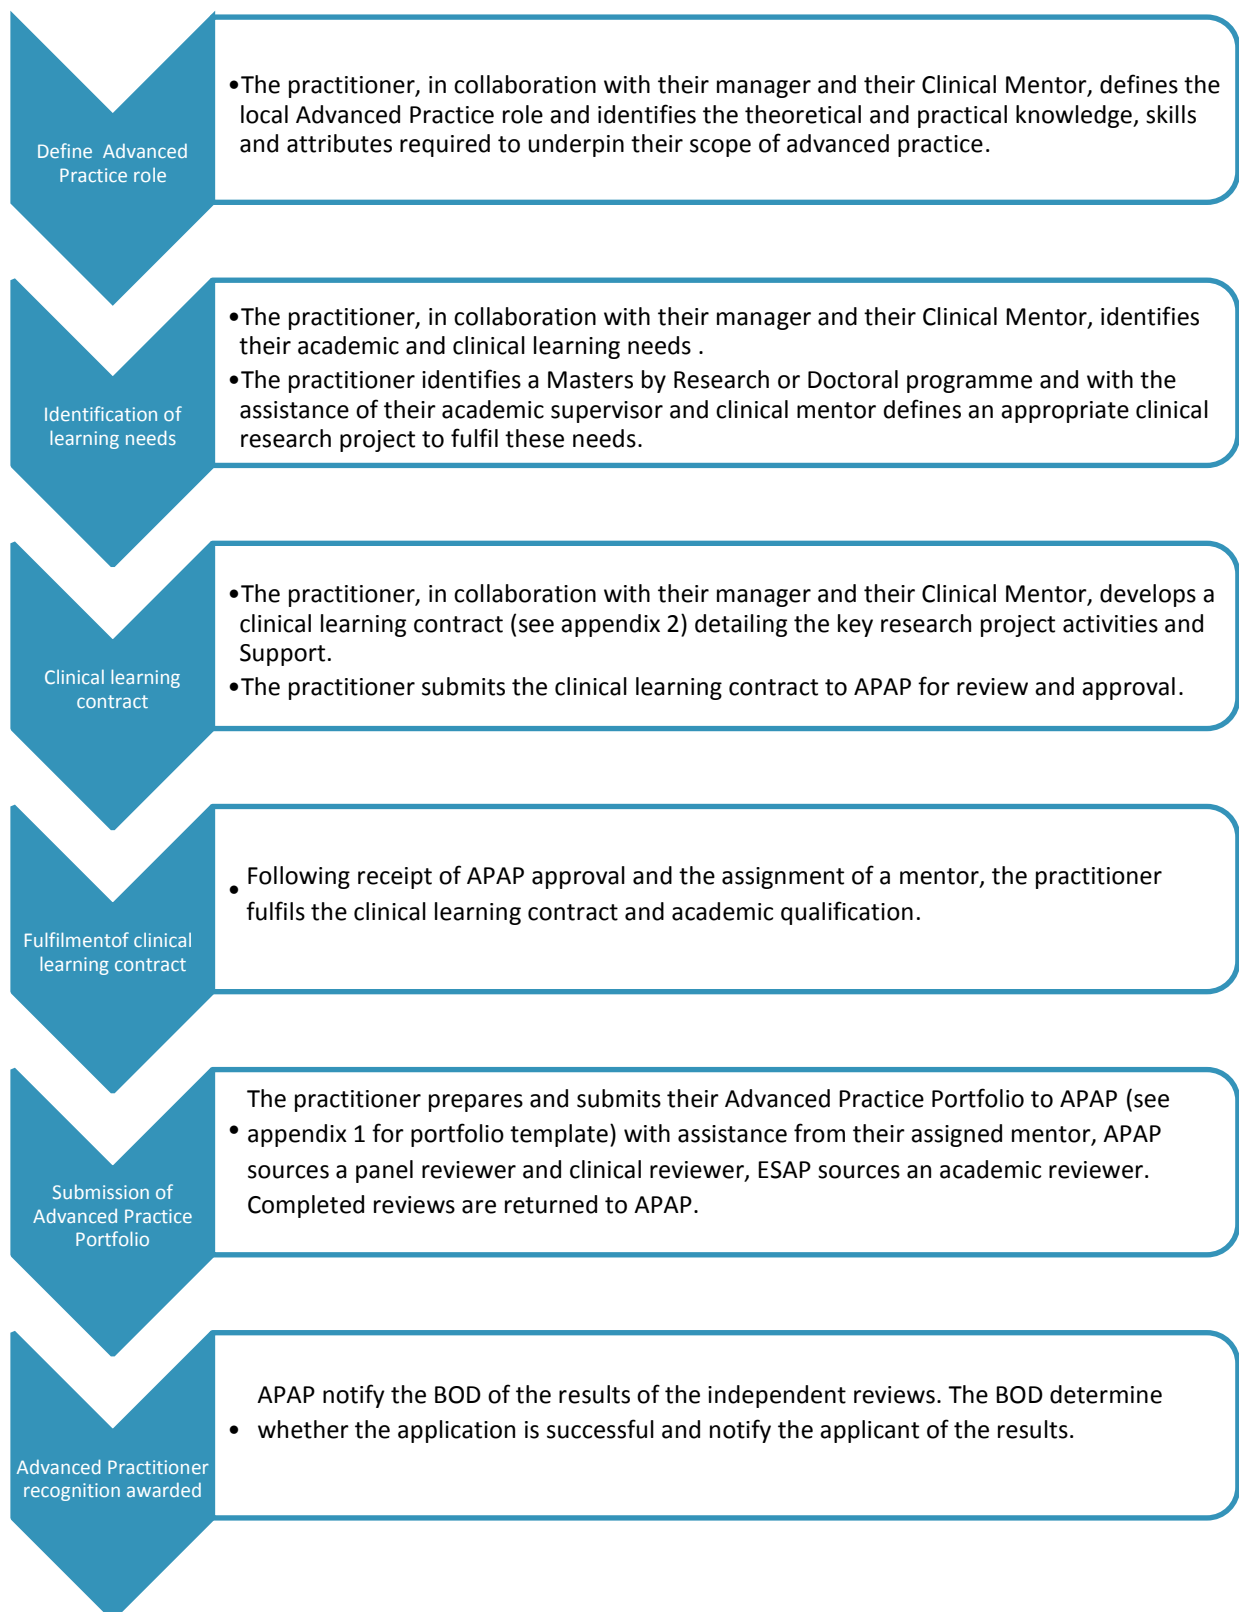 Define  Advanced
Practice role
•The practitioner, in collaboration with their manager and their Clinical Mentor, defines the
local Advanced Practice role and identifies the theoretical and practical knowledge, skills
and attributes required to underpin their scope of advanced practice.
Identification of
learning needs
•The practitioner, in collaboration with their manager and their Clinical Mentor, identifies
their academic and clinical learning needs .
•The practitioner identifies a Masters by Research or Doctoral programme and with the
assistance of their academic supervisor and clinical mentor defines an appropriate clinical
research project to fulfil these needs.
Clinical learning
contract
•The practitioner, in collaboration with their manager and their Clinical Mentor, develops a
clinical learning contract (see appendix 2) detailing the key research project activities and
Support.
•The practitioner submits the clinical learning contract to APAP for review and approval.
Fulfilmentof clinical
learning contract
• Following receipt of APAP approval and the assignment of a mentor, the practitioner
fulfils the clinical learning contract and academic qualification.
Submission of
Advanced Practice
Portfolio
The practitioner prepares and submits their Advanced Practice Portfolio to APAP (see
• appendix 1 for portfolio template) with assistance from their assigned mentor, APAP
sources a panel reviewer and clinical reviewer, ESAP sources an academic reviewer.
Completed reviews are returned to APAP.
Advanced Practitioner
recognition awarded
APAP notify the BOD of the results of the independent reviews. The BOD determine
• whether the application is successful and notify the applicant of the results.